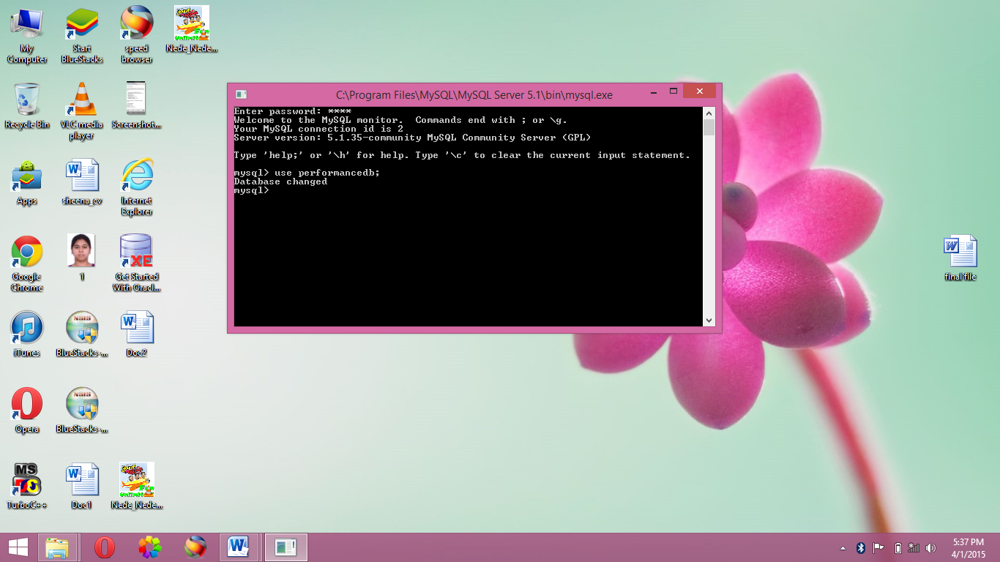 My Computer
Start BlueStacks
speed browser
Nede_Nede...
Recycle Bin
VLC media player
Screenshot...
Apps
sheena_cv
Internet Explorer
Google Chrome
1
XE
Get Started With Oracl...
iTunes
NSIS
BlueStacks-...
Doc2
Opera
NSIS
BlueStacks-...
MS
TurboC++
Doc1
Nede_Nede...
C:\Program Files\MySQL\MySQL Server 5.1\bin\mysql.exe
Enter password: ****
Welcome to the MySQL monitor.  Commands end with ; or \g.
Your MySQL connection id is 2
Server version: 5.1.35-community MySQL Community Server (GPL)
Type 'help;' or '\h' for help. Type '\c' to clear the current input statement.
mysql> use performancedb;
Database changed
mysql>
final file
5:37 PM
4/1/2015